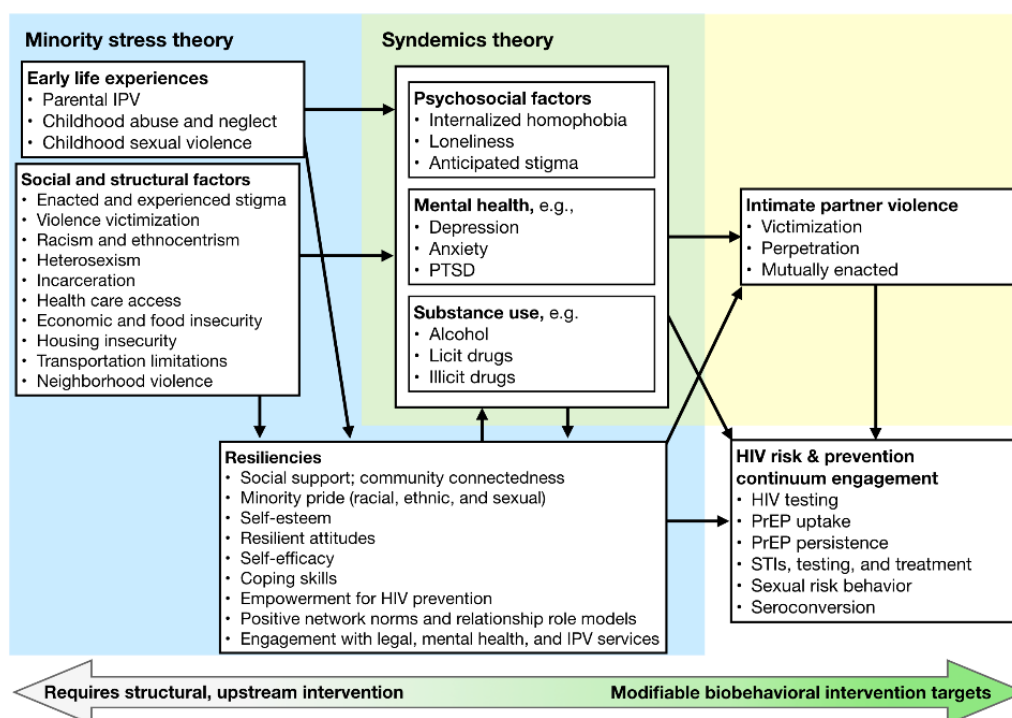 Minority stress theory
Syndemics theory
Early life experiences
• Parental IPV
• Childhood abuse and neglect
• Childhood sexual violence
Social and structural factors
• Enacted and experienced stigma
• Violence victimization
• Racism and ethnocentrism
• Heterosexism
• Incarceration
• Health care access
• Economic and food insecurity
• Housing insecurity
• Transportation limitations
• Neighborhood violence
Psychosocial factors
• Internalized homophobia
• Loneliness
• Anticipated stigma
Mental health, e.g.,
• Depression
• Anxiety
• PTSD
Substance use, e.g.
• Alcohol
• Licit drugs
• Illicit drugs
Intimate partner violence
• Victimization
• Perpetration
• Mutually enacted
Resiliencies
• Social support; community connectedness
• Minority pride (racial, ethnic, and sexual)
• Self-esteem
• Resilient attitudes
• Self-efficacy
• Coping skills
• Empowerment for HIV prevention
• Positive network norms and relationship role models
• Engagement with legal, mental health, and IPV services
HIV risk & prevention
continuum engagement
• HIV testing
• PrEP uptake
• PrEP persistence
• STIs, testing, and treatment
• Sexual risk behavior
• Seroconversion
Requires structural, upstream intervention
Modifiable biobehavioral intervention targets